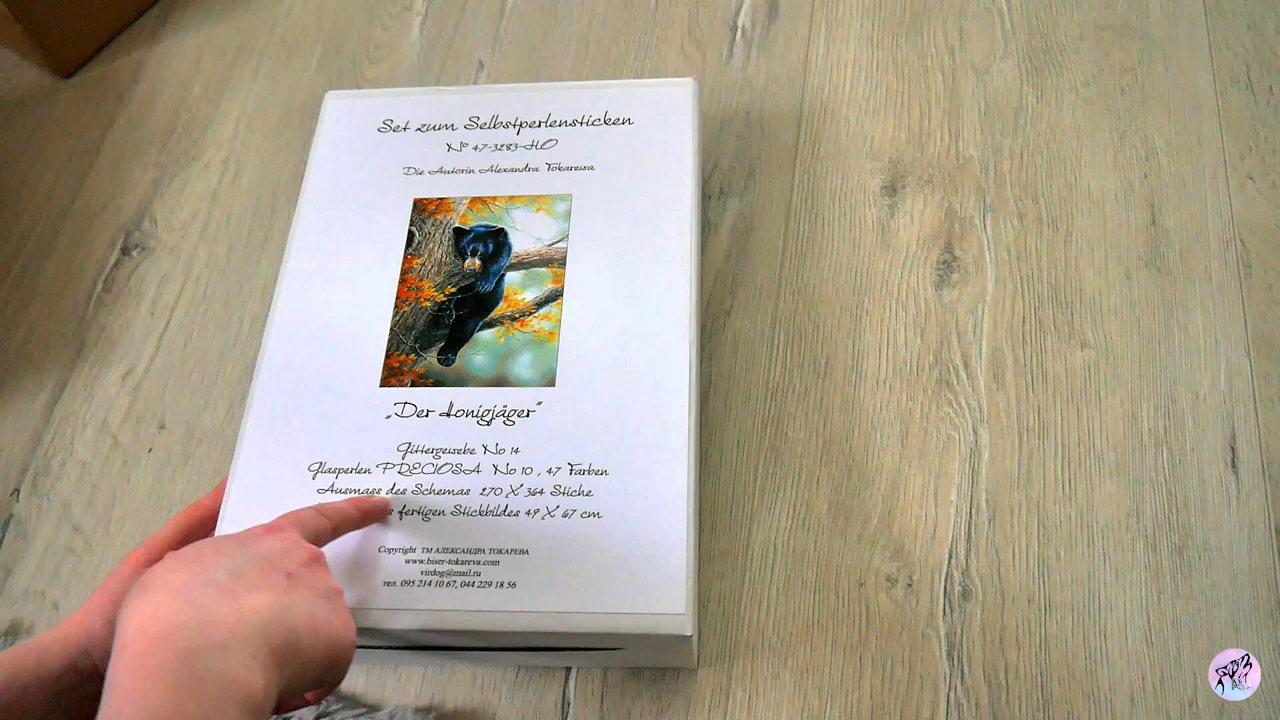 Set zum Selbstperlensticken
No 47-3283-HO
Die Autorin Alexandra Tokarewa
„Der Honigjäger“
Gittergewebe No 14
Glasperlen PRECIOSA No 10, 47 Farben
Ausmass des Schemas 270 X 364 Stiche
fertigen Stickbildes 49 X 67 cm
Copyright ТМ АЛЕКСАНДРА ТОКАРЕВА
www.biser-tokareva.com
virdog@mail.ru
тел. 095 214 10 67, 044 229 18 56